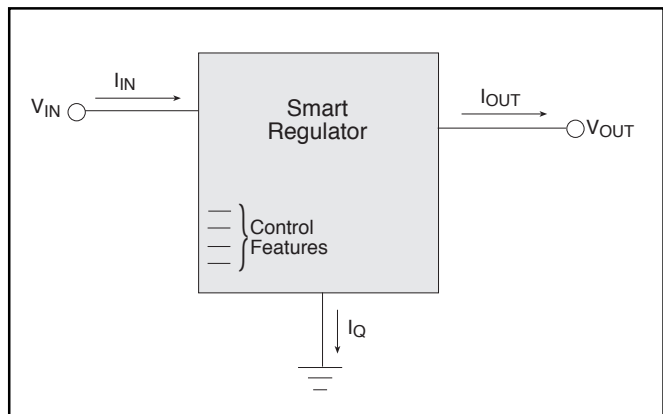 I_IN
V_IN
Smart
Regulator
I_OUT
V_OUT
Control
Features
I_Q